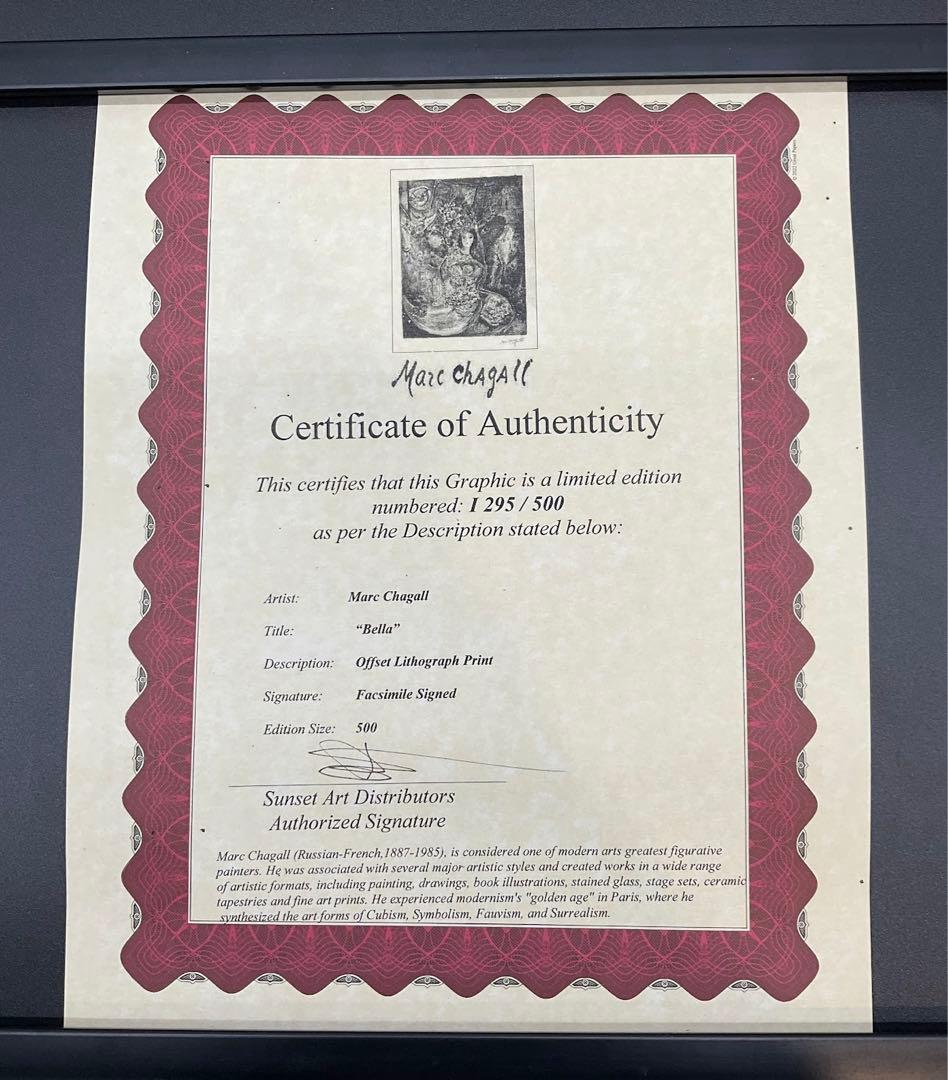 © 2002 Great Papers
Marc Chagall
Certificate of Authenticity
This certifies that this Graphic is a limited edition
numbered: I 295 / 500
as per the Description stated below:
Artist: Marc Chagall
Title: “Bella”
Description: Offset Lithograph Print
Signature: Facsimile Signed
Edition Size: 500
Sunset Art Distributors
Authorized Signature
Marc Chagall (Russian-French,1887-1985), is considered one of modern arts greatest figurative
painters. He was associated with several major artistic styles and created works in a wide range
of artistic formats, including painting, drawings, book illustrations, stained glass, stage sets, ceramic
tapestries and fine art prints. He experienced modernism's "golden age" in Paris, where he
synthesized the art forms of Cubism, Symbolism, Fauvism, and Surrealism.